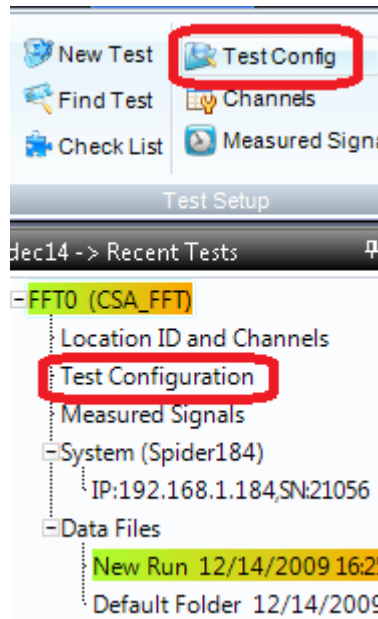 New Test Test Config
Find Test Channels
Check List Measured Signa
Test Setup
dec14 -> Recent Tests
FFT0 (CSA_FFT)
Location ID and Channels
Test Configuration
Measured Signals
System (Spider184)
IP:192.168.1.184,SN:21056
Data Files
New Run 12/14/2009 16:2
Default Folder 12/14/2009